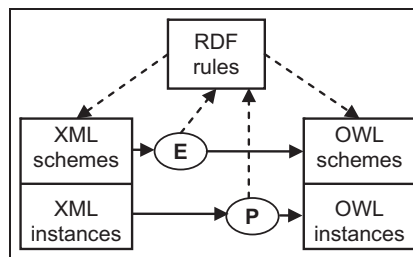 RDF
rules
XML
schemes
E
OWL
schemes
XML
instances
P
OWL
instances